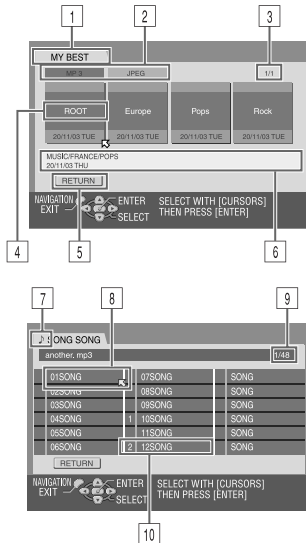 1
2
3
MY BEST
MP 3 JPEG 1/1
ROOT Europe Pops Rock
20/11/03 TUE 20/11/03 TUE 20/11/03 TUE 20/11/03 TUE
MUSIC/FRANCE/POPS
20/11/03 THU
RETURN
NAVIGATION ENTER SELECT WITH [CURSORS]
EXIT SELECT THEN PRESS [ENTER]
4
5
6
7
8
9
♪ SONG SONG
another. mp3 1/48
01SONG 07SONG SONG
02SONG 08SONG SONG
03SONG 09SONG SONG
04SONG 1 10SONG SONG
05SONG 11SONG SONG
06SONG 2 12SONG SONG
RETURN
NAVIGATION ENTER SELECT WITH [CURSORS]
EXIT SELECT THEN PRESS [ENTER]
10